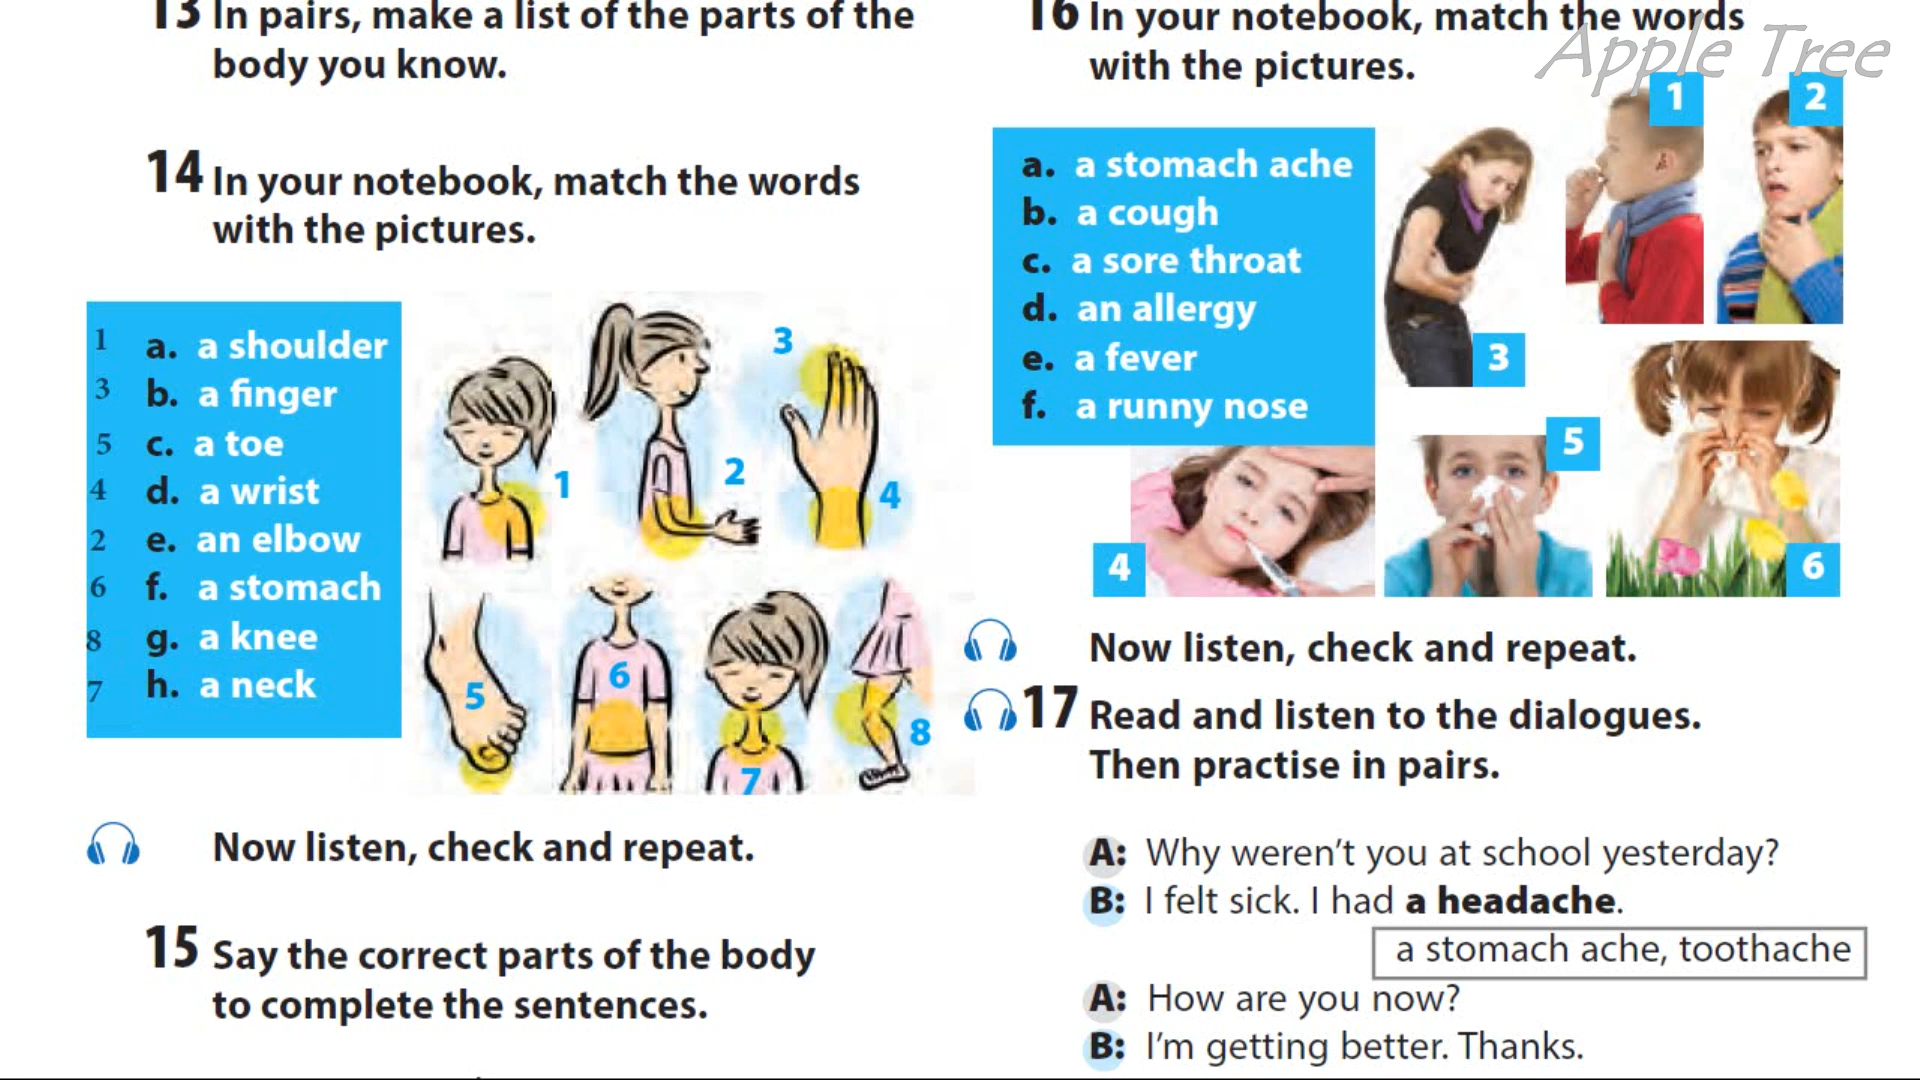 13 In pairs, make a list of the parts of the
body you know.
14 In your notebook, match the words
with the pictures.
1 a. a shoulder
3 b. a finger
5 c. a toe
4 d. a wrist
2 e. an elbow
6 f. a stomach
8 g. a knee
7 h. a neck
1
2
3
4
5
6
7
8
Now listen, check and repeat.
15 Say the correct parts of the body
to complete the sentences.
16 In your notebook, match the words
with the pictures.
Apple Tree
a. a stomach ache
b. a cough
c. a sore throat
d. an allergy
e. a fever
f. a runny nose
1
2
3
4
5
6
Now listen, check and repeat.
17 Read and listen to the dialogues.
Then practise in pairs.
A: Why weren't you at school yesterday?
B: I felt sick. I had a headache.
a stomach ache, toothache
A: How are you now?
B: I'm getting better. Thanks.